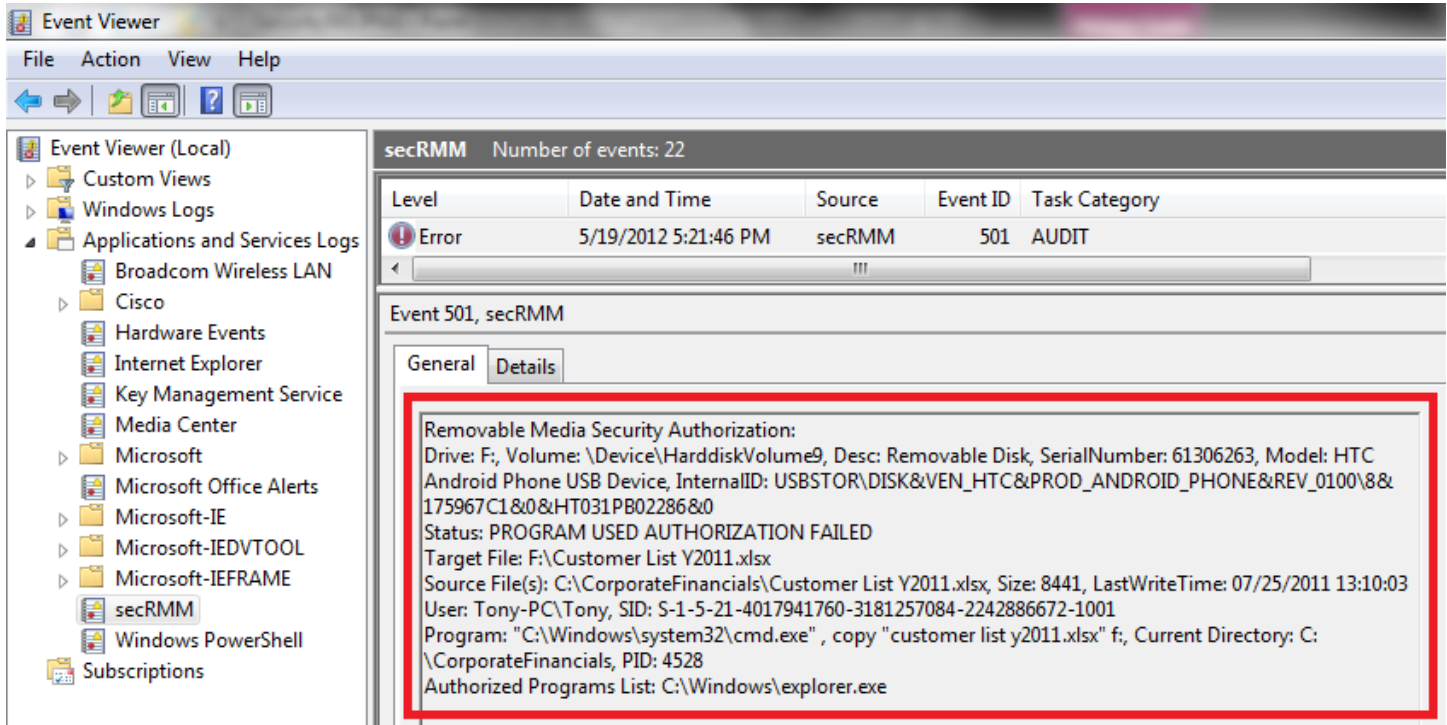 Event Viewer
File Action View Help
Event Viewer (Local)
Custom Views
Windows Logs
Applications and Services Logs
Broadcom Wireless LAN
Cisco
Hardware Events
Internet Explorer
Key Management Service
Media Center
Microsoft
Microsoft Office Alerts
Microsoft-IE
Microsoft-IEDVTOOL
Microsoft-IEFRAME
secRMM
Windows PowerShell
Subscriptions
secRMM Number of events: 22
Level Date and Time Source Event ID Task Category
Error 5/19/2012 5:21:46 PM secRMM 501 AUDIT
Event 501, secRMM
General Details
Removable Media Security Authorization:
Drive: F:, Volume: \Device\HarddiskVolume9, Desc: Removable Disk, SerialNumber: 61306263, Model: HTC
Android Phone USB Device, InternalID: USBSTOR\DISK&VEN_HTC&PROD_ANDROID_PHONE&REV_0100\8&
175967C1&0&HT031PB02286&0
Status: PROGRAM USED AUTHORIZATION FAILED
Target File: F:\Customer List Y2011.xlsx
Source File(s): C:\CorporateFinancials\Customer List Y2011.xlsx, Size: 8441, LastWriteTime: 07/25/2011 13:10:03
User: Tony-PC\Tony, SID: S-1-5-21-4017941760-3181257084-2242886672-1001
Program: "C:\Windows\system32\cmd.exe" , copy "customer list y2011.xlsx" f:, Current Directory: C:
\CorporateFinancials, PID: 4528
Authorized Programs List: C:\Windows\explorer.exe